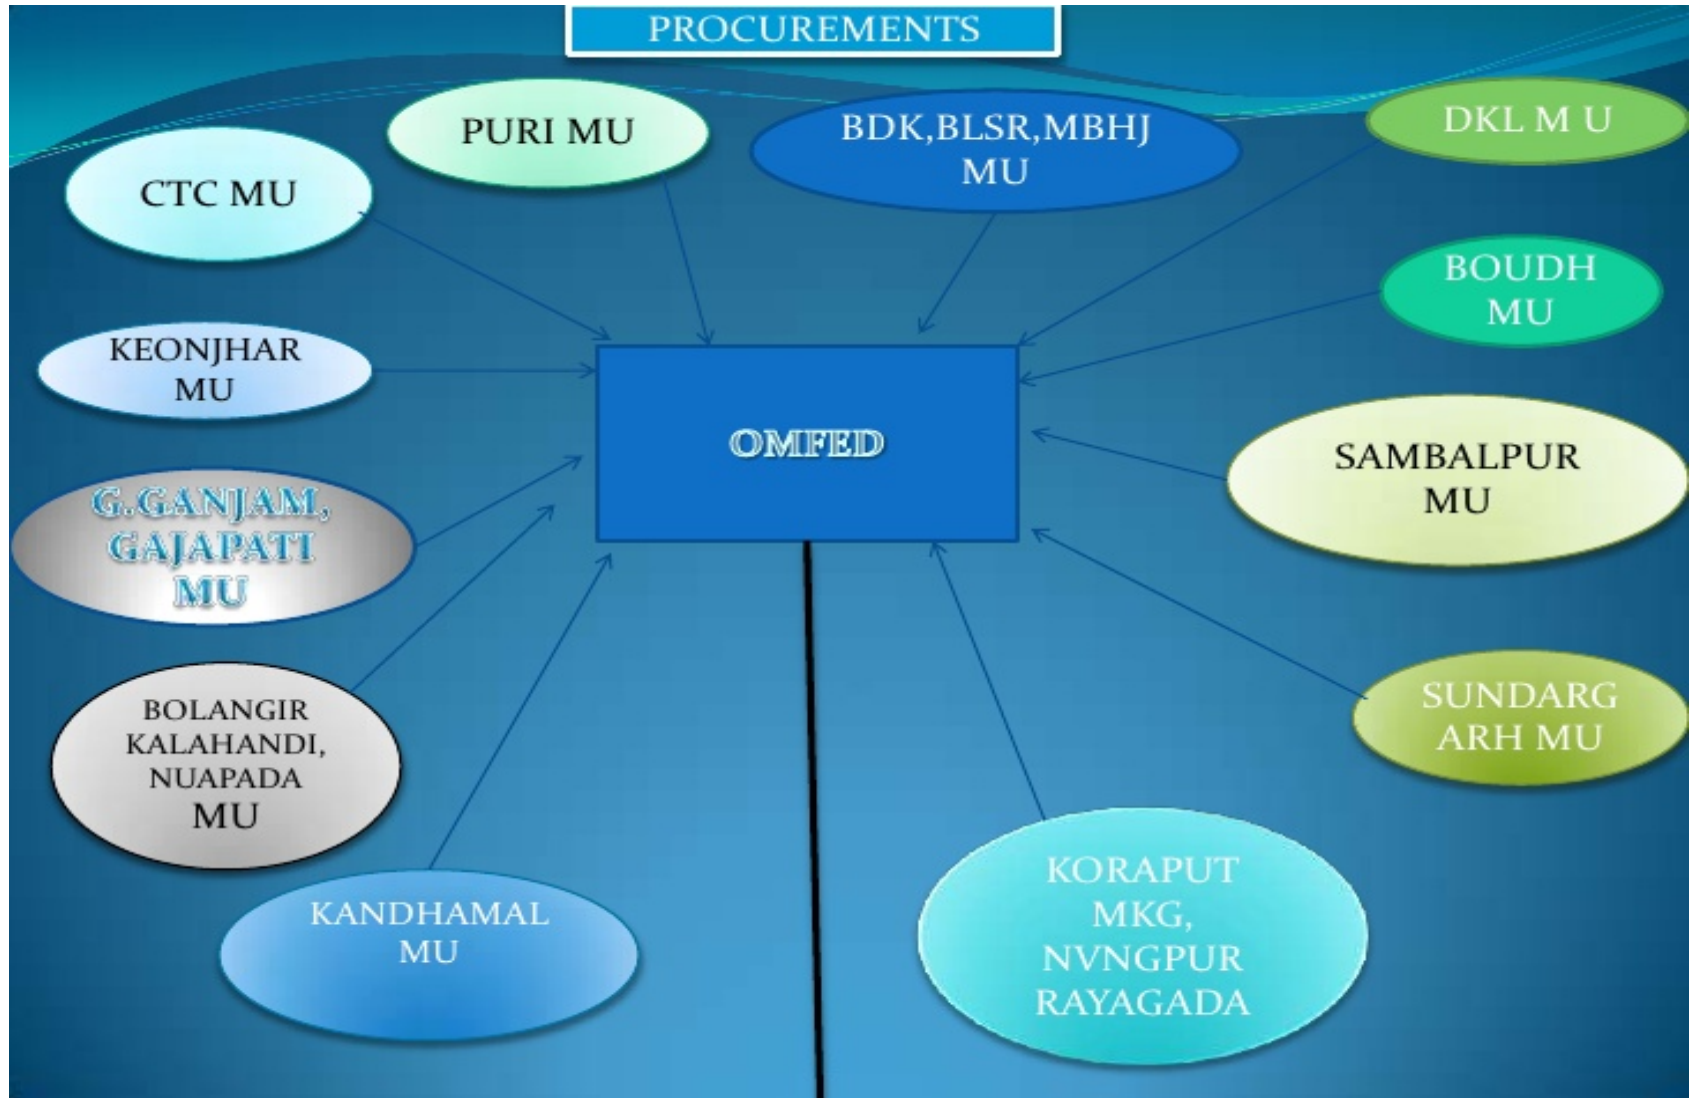 PROCUREMENTS
PURI MU
BDK,BLSR,MBHJ
MU
DKL M U
CTC MU
BOUDH
MU
KEONJHAR
MU
OMFED
SAMBALPUR
MU
G.GANJAM,
GAJAPATI
MU
BOLANGIR
KALAHANDI,
NUAPADA
MU
SUNDARG
ARH MU
KANDHAMAL
MU
KORAPUT
MKG,
NVNGPUR
RAYAGADA